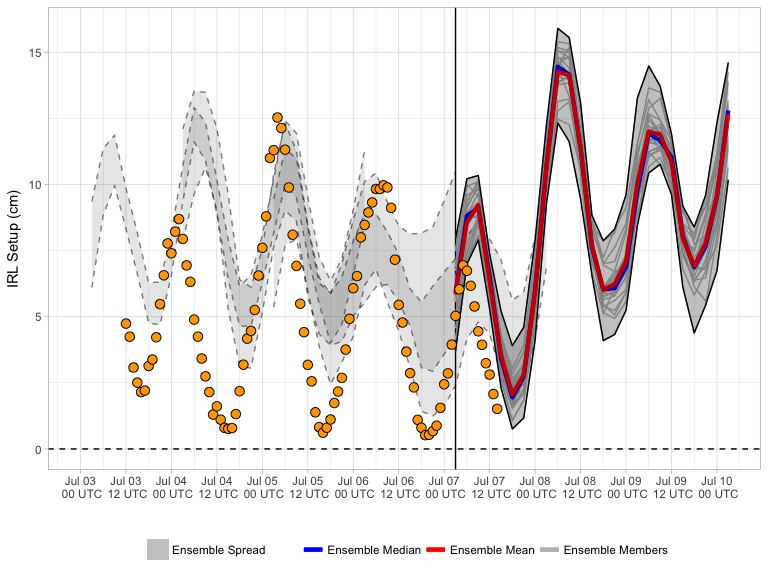 IRL Setup (cm)
15
10
5
0
Jul 03 Jul 03 Jul 04 Jul 04 Jul 05 Jul 05 Jul 06 Jul 06 Jul 07 Jul 07 Jul 08 Jul 08 Jul 09 Jul 09 Jul 10
00 UTC 12 UTC 00 UTC 12 UTC 00 UTC 12 UTC 00 UTC 12 UTC 00 UTC 12 UTC 00 UTC 12 UTC 00 UTC 12 UTC 00 UTC
Ensemble Spread Ensemble Median Ensemble Mean Ensemble Members